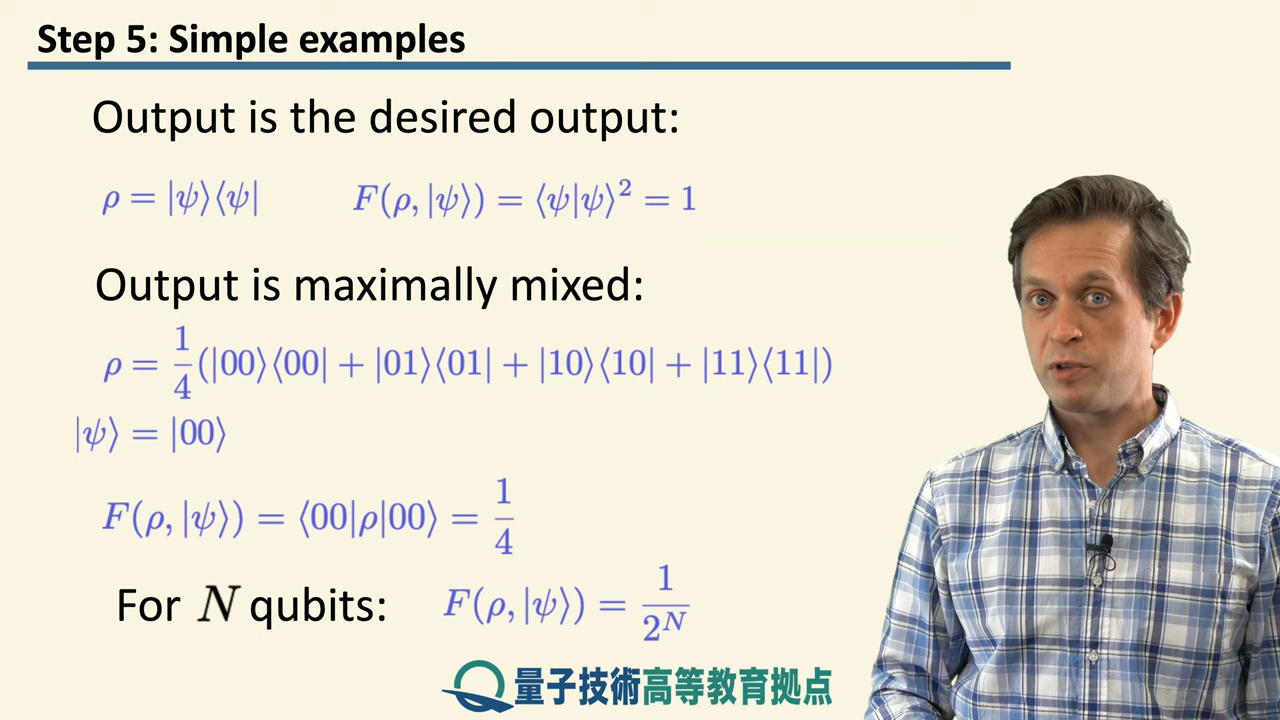 Step 5: Simple examples
Output is the desired output:
ρ = |ψ⟩⟨ψ| F(ρ, |ψ⟩) = ⟨ψ|ψ⟩² = 1
Output is maximally mixed:
ρ = 1/4(|00⟩⟨00| + |01⟩⟨01| + |10⟩⟨10| + |11⟩⟨11|)
|ψ⟩ = |00⟩
F(ρ, |ψ⟩) = ⟨00|ρ|00⟩ = 1/4
For N qubits: F(ρ, |ψ⟩) = 1/2ᴺ
量子技術高等教育拠点